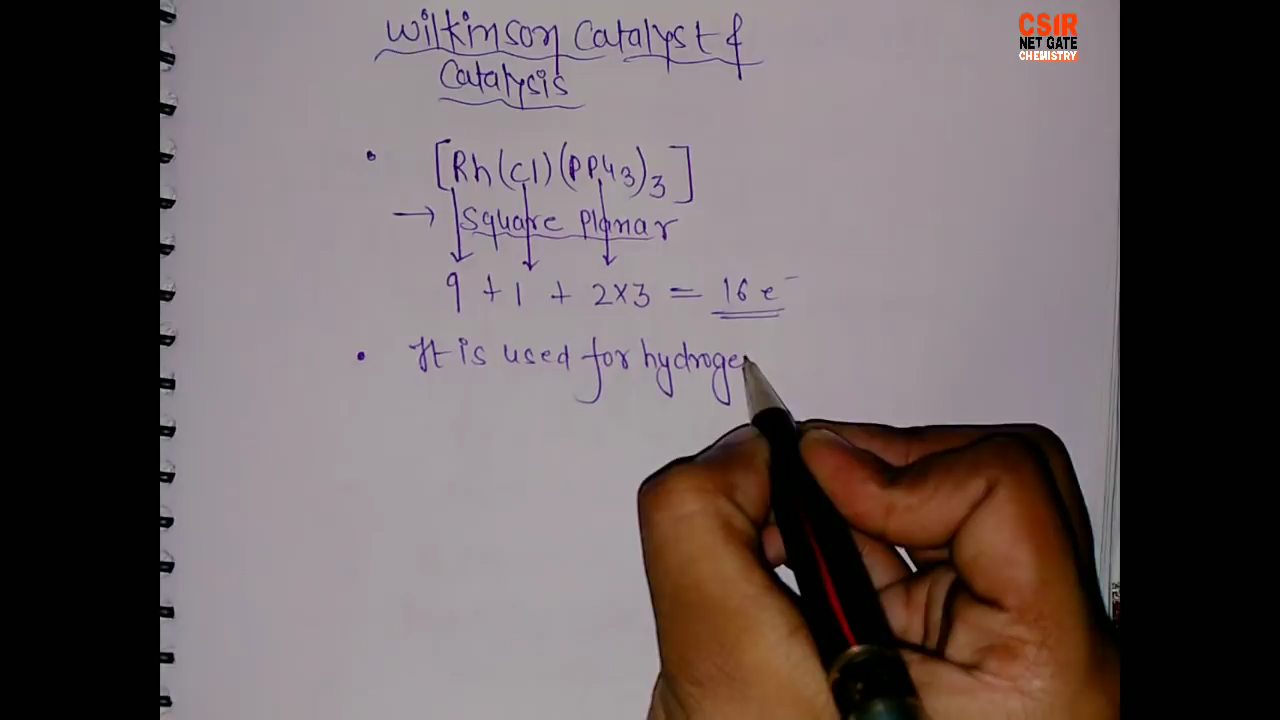 Wilkinson Catalyst &
Catalysis
CSIR
NET GATE
CHEMISTRY
• [Rh(Cl)(PPh3)3]
→ Square Planar
9 + 1 + 2×3 = 16 e⁻
• It is used for hydroge